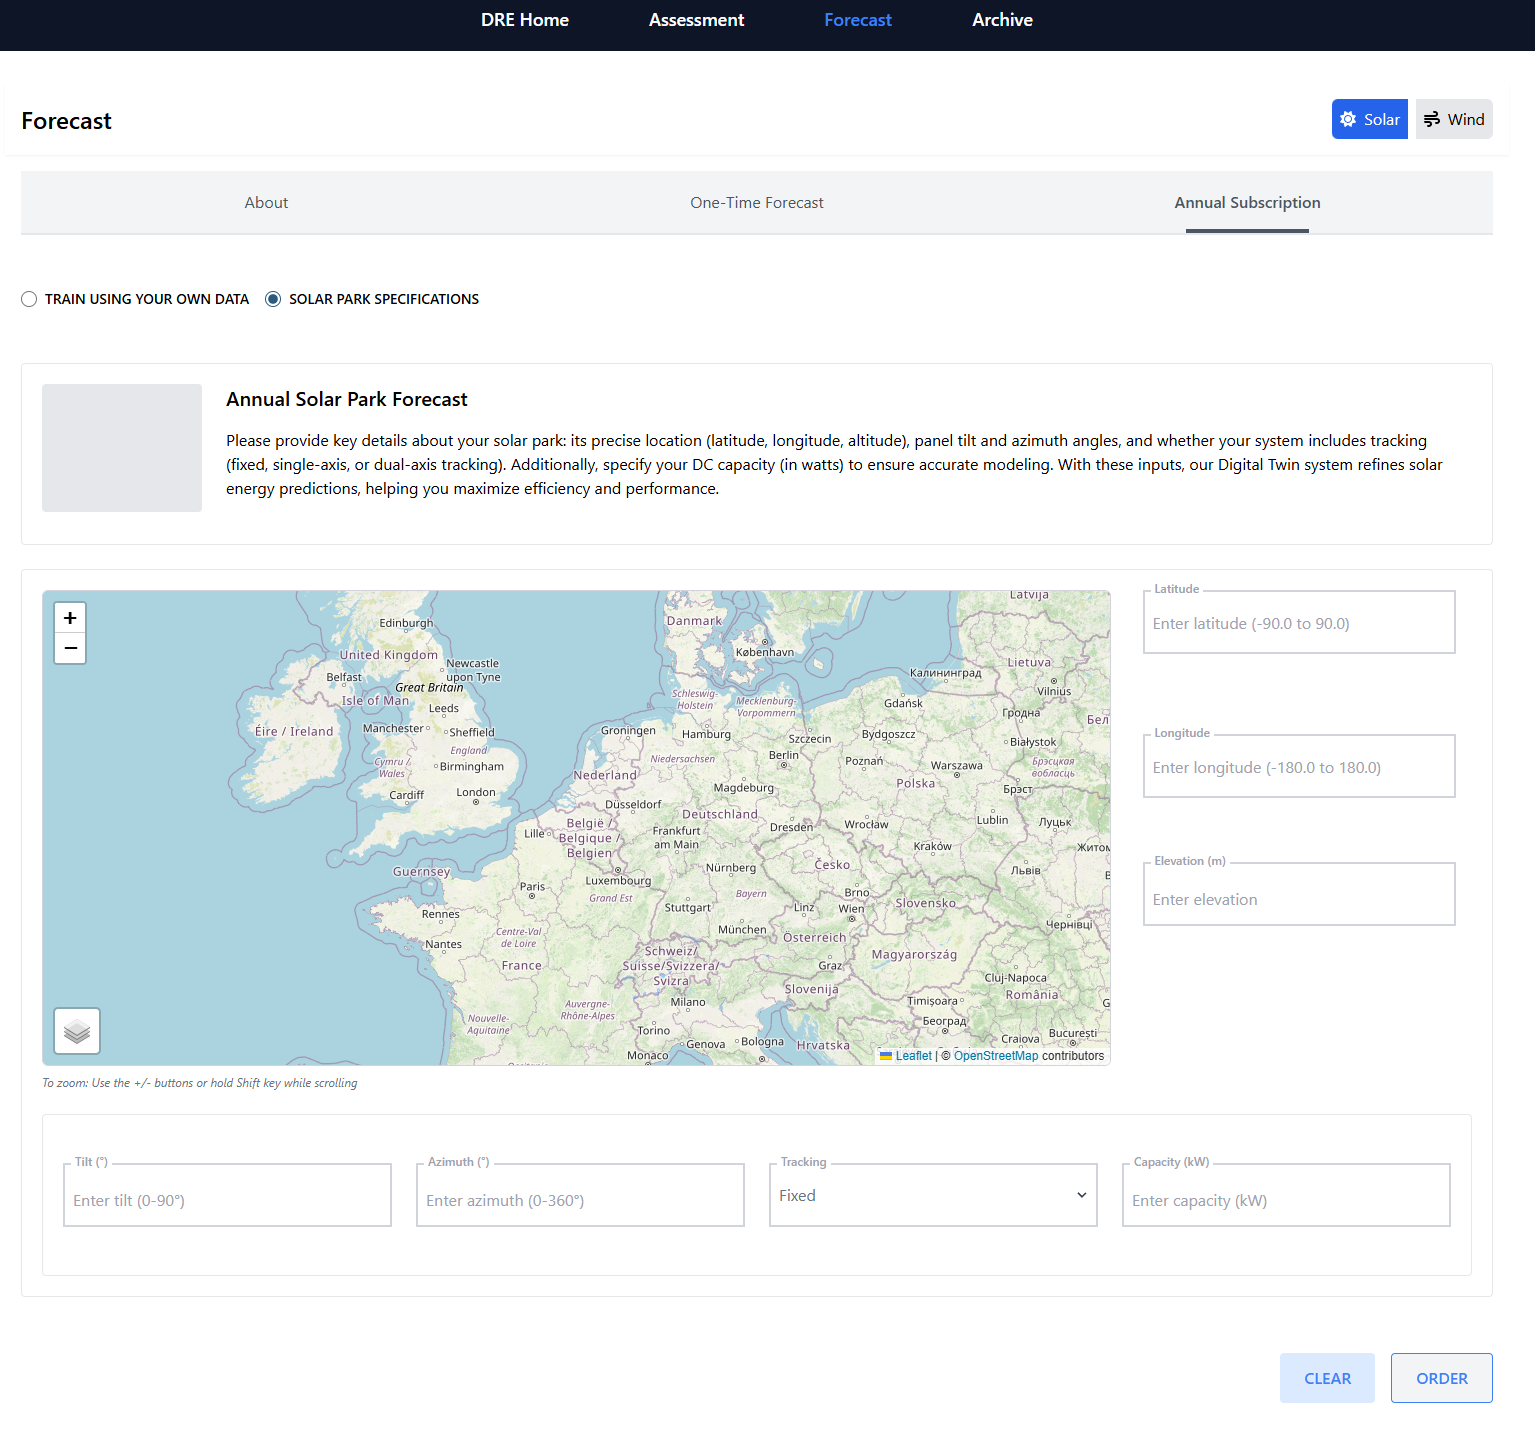 DRE Home
Assessment
Forecast
Archive
Forecast
Solar
Wind
About
One-Time Forecast
Annual Subscription
TRAIN USING YOUR OWN DATA
SOLAR PARK SPECIFICATIONS
Annual Solar Park Forecast
Please provide key details about your solar park: its precise location (latitude, longitude, altitude), panel tilt and azimuth angles, and whether your system includes tracking
(fixed, single-axis, or dual-axis tracking). Additionally, specify your DC capacity (in watts) to ensure accurate modeling. With these inputs, our Digital Twin system refines solar
energy predictions, helping you maximize efficiency and performance.
+
−
Latvija
Danmark
Edinburgh
København
United Kingdom
Newcastle
upon Tyne
Lietuva
Belfast
Great Britain
Калининград
Vilnius
Isle of Man
Leeds
Schleswig-
Holstein
Mecklenburg-
Vorpommern
Gdańsk
Гродна
Бел
Éire / Ireland
Manchester
Sheffield
Groningen
Hamburg
Szczecin
Bydgoszcz
Białystok
England
Cymru /
Wales
Birmingham
Niedersachsen
Berlin
Poznań
Warszawa
Брэсцкая
вобласць
Nederland
Polska
Cardiff
London
Magdeburg
Брэст
Düsseldorf
Deutschland
Lille
België /
Belgique /
Belgien
Frankfurt
am Main
Dresden
Wrocław
Lublin
Луцьк
Kraków
Житом
Guernsey
Nürnberg
Česko
Львів
Paris
Luxembourg
Grand Est
Bayern
Brno
Slovensko
Rennes
Stuttgart
Linz
Wien
Чернівці
Centre-Val
de Loire
München
Österreich
Nantes
France
Schweiz/
Suisse/Svizzera/
Svizra
Graz
Magyarország
Cluj-Napoca
România
Slovenija
Milano
Timișoara
Auvergne-
Rhône-Alpes
Nouvelle-
Aquitaine
Torino
Београд
Craiova
București
Genova
Bologna
Hrvatska
Monaco
Leaflet | © OpenStreetMap contributors
To zoom: Use the +/- buttons or hold Shift key while scrolling
Latitude
Enter latitude (-90.0 to 90.0)
Longitude
Enter longitude (-180.0 to 180.0)
Elevation (m)
Enter elevation
Tilt (°)
Enter tilt (0-90°)
Azimuth (°)
Enter azimuth (0-360°)
Tracking
Fixed
Capacity (kW)
Enter capacity (kW)
CLEAR
ORDER